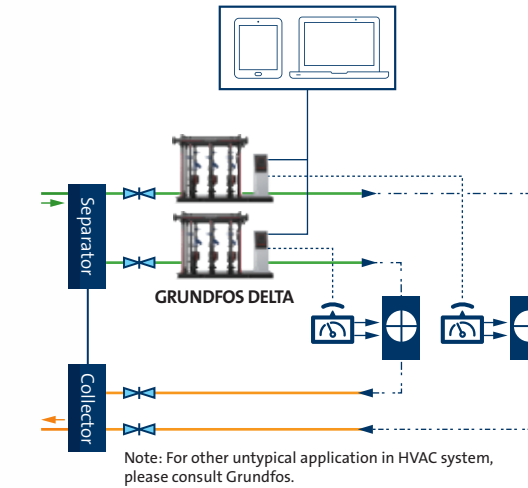 Separator
GRUNDFOS DELTA
Collector
Note: For other untypical application in HVAC system,
please consult Grundfos.